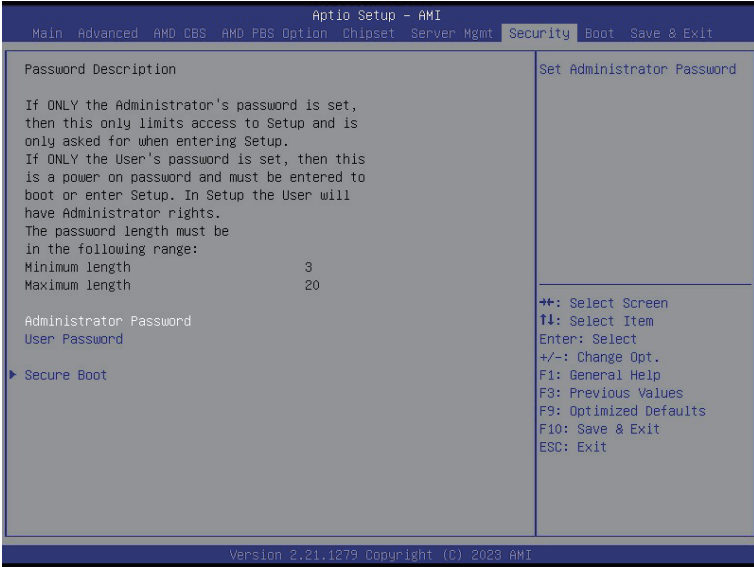 Aptio Setup - AMI
Main Advanced AMD CBS AMD PBS Option Chipset Server Mgmt Security Boot Save & Exit
Password Description
If ONLY the Administrator's password is set,
then this only limits access to Setup and is
only asked for when entering Setup.
If ONLY the User's password is set, then this
is a power on password and must be entered to
boot or enter Setup. In Setup the User will
have Administrator rights.
The password length must be
in the following range:
Minimum length 3
Maximum length 20
Administrator Password
User Password
Secure Boot
Set Administrator Password
→←: Select Screen
↑↓: Select Item
Enter: Select
+/-: Change Opt.
F1: General Help
F3: Previous Values
F9: Optimized Defaults
F10: Save & Exit
ESC: Exit
Version 2.21.1279 Copyright (C) 2023 AMI